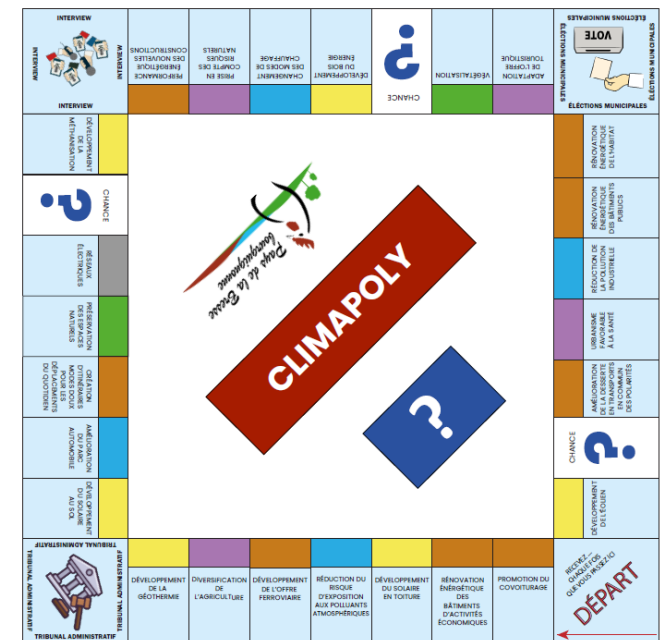 INTERVIEW
INTERVIEW
INTERVIEW
INTERVIEW
PERFORMANCE
ÉNERGÉTIQUE
DES NOUVELLES
CONSTRUCTIONS
PRISE EN
COMPTE DES
RISQUES
NATURELS
CHANGEMENT
DES MODES DE
CHAUFFAGE
DÉVELOPPEMENT
DU BOIS
ÉNERGIE
?
CHANCE
VÉGÉTALISATION
ADAPTATION
DE L'OFFRE
TOURISTIQUE
ÉLECTIONS MUNICIPALES
ÉLECTIONS MUNICIPALES
VOTE
ÉLECTIONS MUNICIPALES
ÉLECTIONS MUNICIPALES
DÉVELOPPEMENT
DE LA
MÉTHANISATION
?
CHANCE
RÉSEAUX
ÉLECTRIQUES
PRÉSERVATION
DES ESPACES
NATURELS
CRÉATION
D'ITINÉRAIRES
POUR LES
MODES DOUX
DÉPLACEMENTS
DU QUOTIDIEN
AMÉLIORATION
DU PARC
AUTOMOBILE
DÉVELOPPEMENT
DU SOLAIRE
AU SOL
Pays de la Bresse
bourguignonne
CLIMAPOLY
?
RÉNOVATION
ÉNERGÉTIQUE
DE L'HABITAT
RÉNOVATION
ÉNERGÉTIQUE
DES BÂTIMENTS
PUBLICS
RÉDUCTION DE
LA POLLUTION
INDUSTRIELLE
URBANISME
FAVORABLE
À LA SANTÉ
AMÉLIORATION
DE LA DESSERTE
EN TRANSPORTS
EN COMMUN
DES POLARITÉS
CHANCE
?
DÉVELOPPEMENT
DE L'ÉOLIEN
TRIBUNAL ADMINISTRATIF
TRIBUNAL ADMINISTRATIF
TRIBUNAL ADMINISTRATIF
TRIBUNAL ADMINISTRATIF
DÉVELOPPEMENT
DE LA
GÉOTHERMIE
DIVERSIFICATION
DE
L'AGRICULTURE
DÉVELOPPEMENT
DE L'OFFRE
FERROVIAIRE
RÉDUCTION DU
RISQUE
D'EXPOSITION
AUX POLLUANTS
ATMOSPHÉRIQUES
DÉVELOPPEMENT
DU SOLAIRE
EN TOITURE
RÉNOVATION
ÉNERGÉTIQUE
DES
BÂTIMENTS
D'ACTIVITÉS
ÉCONOMIQUES
PROMOTION DU
COVOITURAGE
RECEVEZ...
CHAQUE FOIS
QUE VOUS PASSEZ ICI
DÉPART